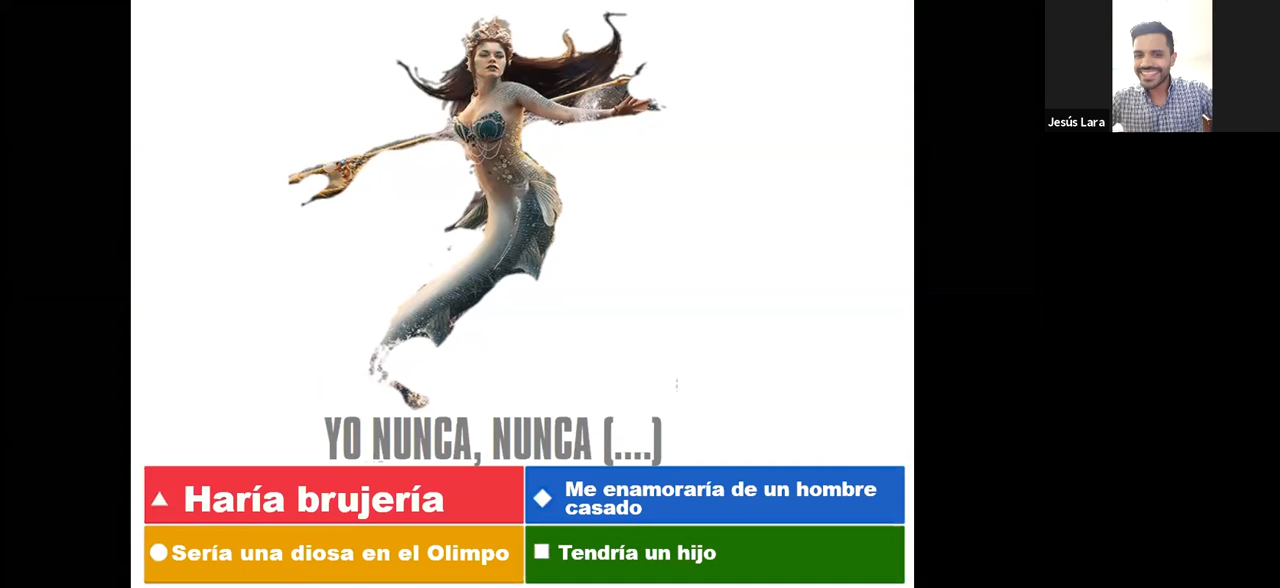 Jesús Lara
YO NUNCA, NUNCA (....)
Haría brujería
Me enamoraría de un hombre
casado
Sería una diosa en el Olimpo
Tendría un hijo